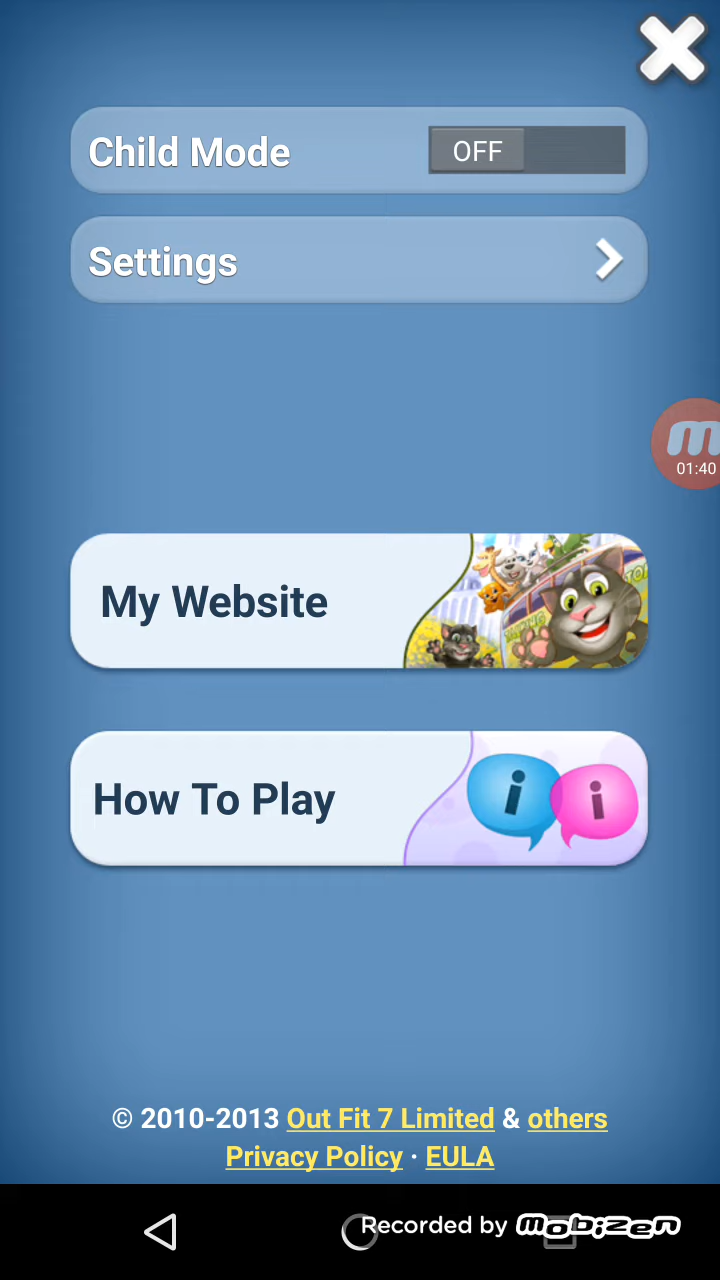 Child Mode
OFF
Settings
01:40
My Website
How To Play
© 2010-2013 Out Fit 7 Limited & others
Privacy Policy · EULA
Recorded by mobizen